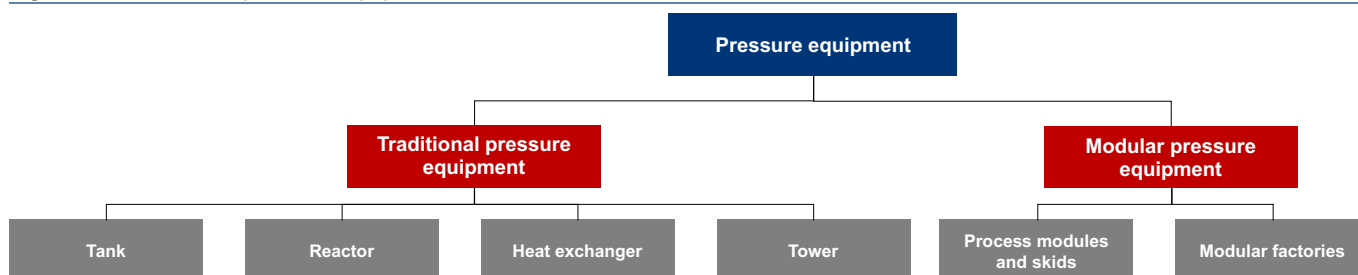 Pressure equipment
Traditional pressure
equipment
Modular pressure
equipment
Tank
Reactor
Heat exchanger
Tower
Process modules
and skids
Modular factories